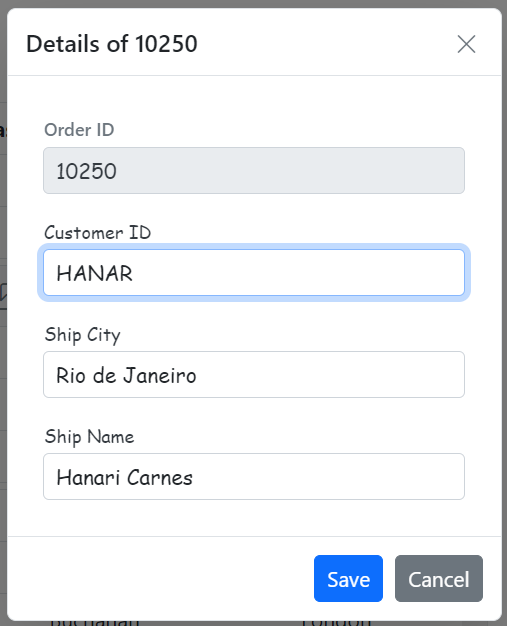 Details of 10250
Order ID
10250
Customer ID
HANAR
Ship City
Rio de Janeiro
Ship Name
Hanari Carnes
Save Cancel